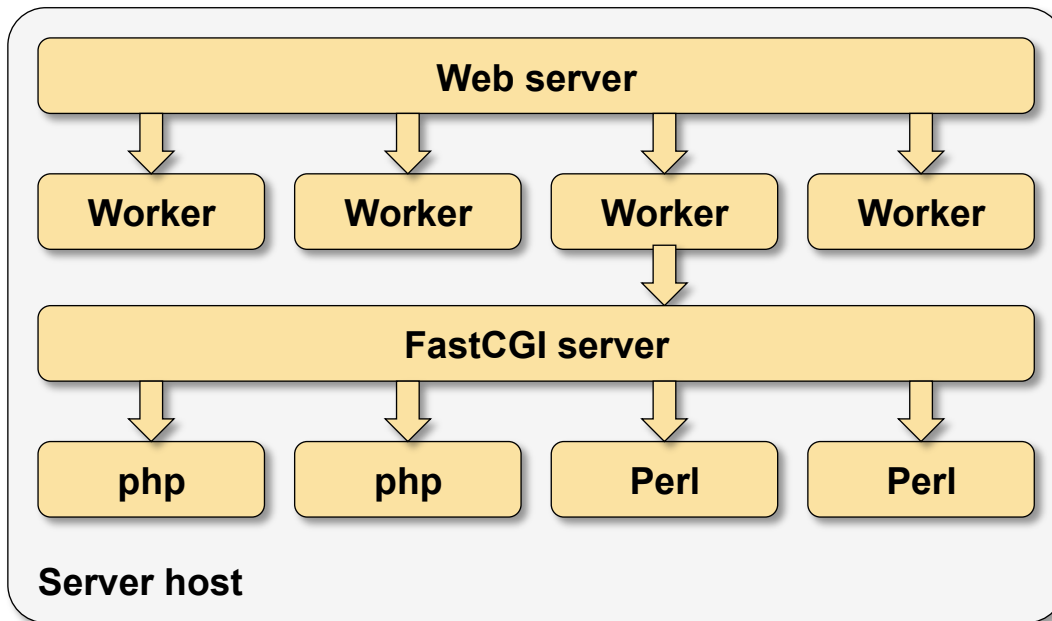 Web server
Worker Worker Worker Worker
FastCGI server
php php Perl Perl
Server host